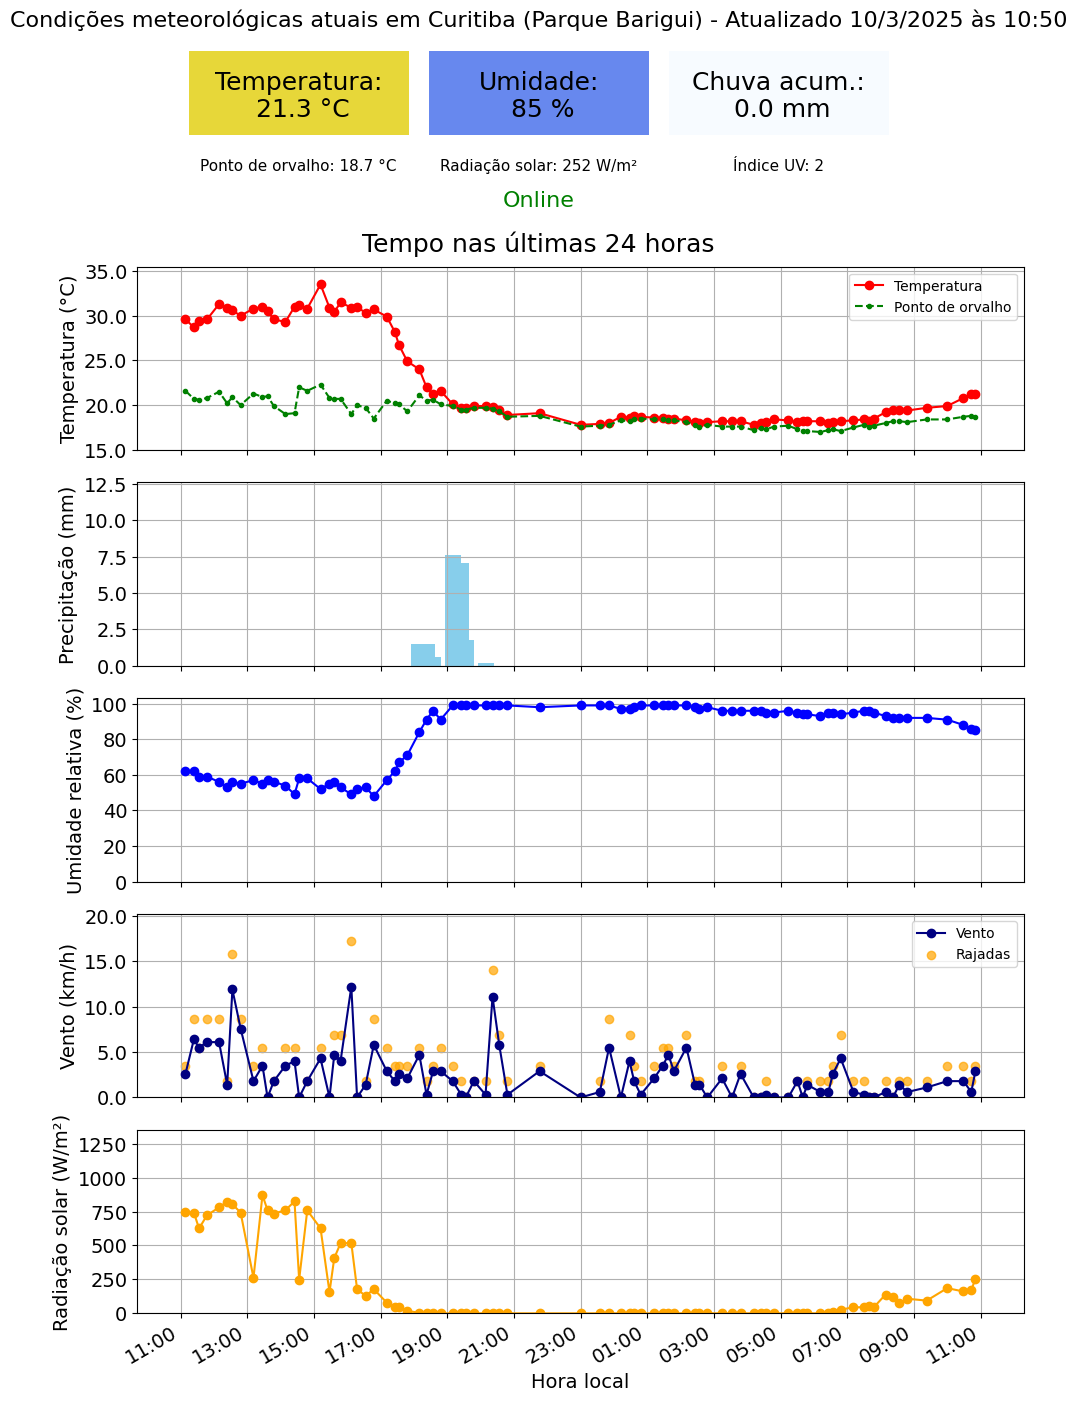 Condições meteorológicas atuais em Curitiba (Parque Barigui) - Atualizado 10/3/2025 às 10:50
Temperatura:
21.3 °C
Umidade:
85 %
Chuva acum.:
0.0 mm
Ponto de orvalho: 18.7 °C
Radiação solar: 252 W/m²
Índice UV: 2
Online
Tempo nas últimas 24 horas
Temperatura (°C)
35.0
30.0
25.0
20.0
15.0
Temperatura
Ponto de orvalho
Precipitação (mm)
12.5
10.0
7.5
5.0
2.5
0.0
Umidade relativa (%)
100
80
60
40
20
0
Vento (km/h)
20.0
15.0
10.0
5.0
0.0
Vento
Rajadas
Radiação solar (W/m²)
1250
1000
750
500
250
0
11:00
13:00
15:00
17:00
19:00
21:00
23:00
01:00
03:00
05:00
07:00
09:00
11:00
Hora local